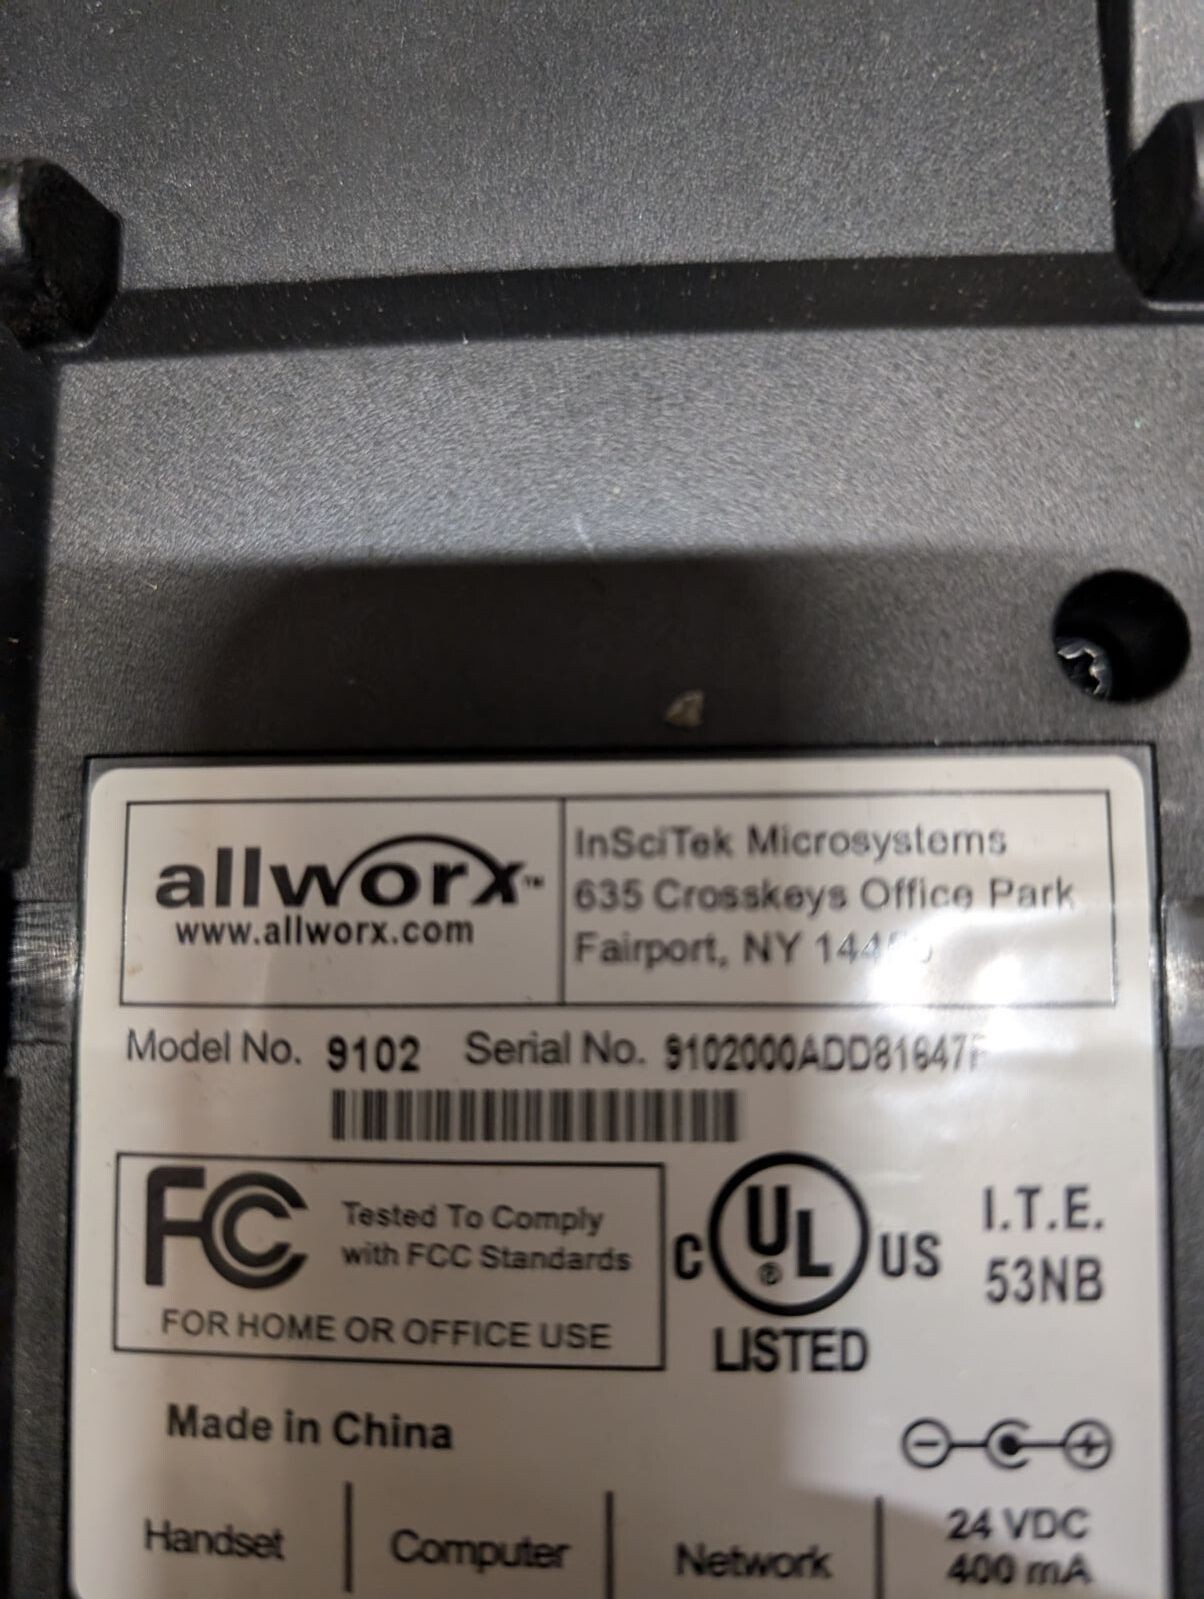 allworx™
www.allworx.com
InSciTek Microsystems
635 Crosskeys Office Park
Fairport, NY
Model No. 9102 Serial No.
FC Tested To Comply
with FCC Standards
FOR HOME OR OFFICE USE
C UL® US
LISTED
I.T.E.
53NB
Made in China
Handset
Computer
Network
24 VDC
400 mA